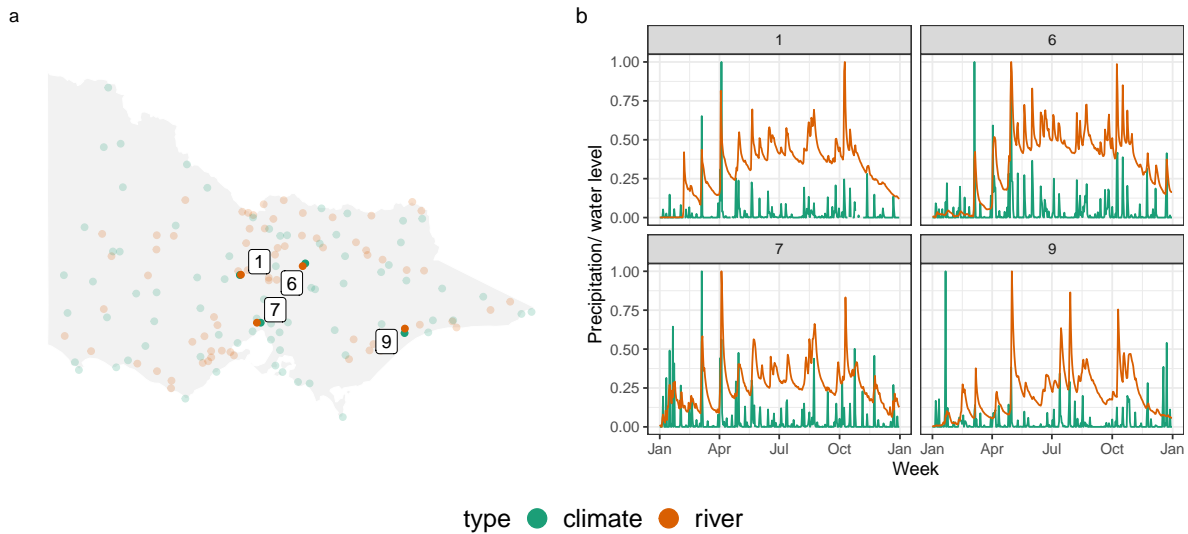 a
1
6
7
9
b
1 6
1.00
0.75
0.50
0.25
0.00
7 9
1.00
0.75
0.50
0.25
0.00
Precipitation/ water level
Jan Apr Jul Oct Jan Jan Apr Jul Oct Jan
Week
type climate river